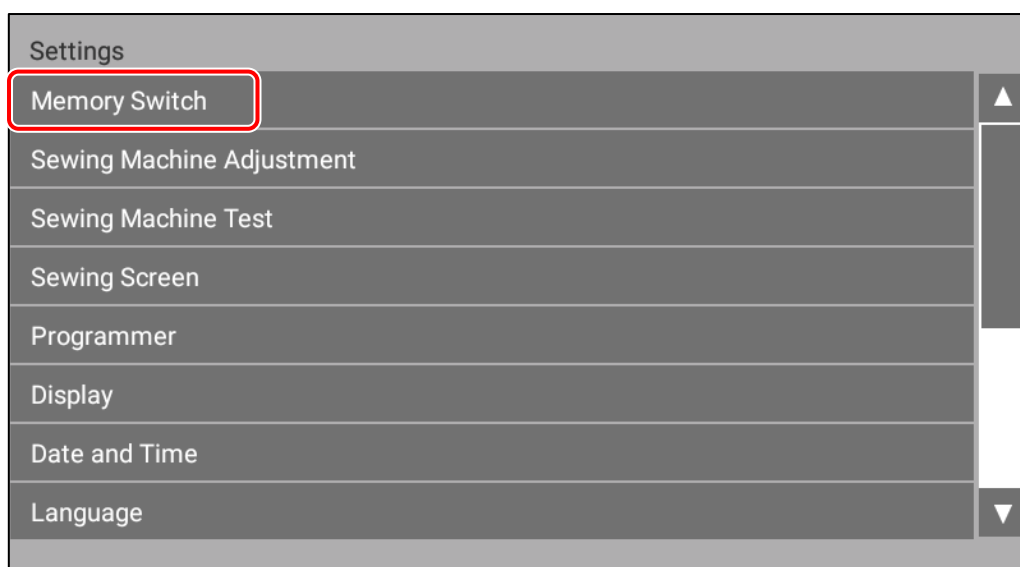 Settings
Memory Switch
Sewing Machine Adjustment
Sewing Machine Test
Sewing Screen
Programmer
Display
Date and Time
Language